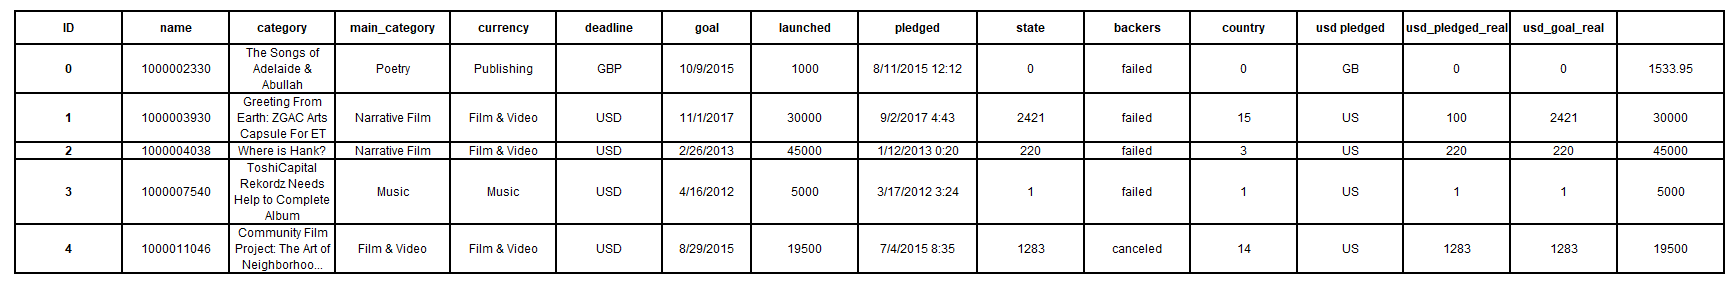 ID name category main_category currency deadline goal launched pledged state backers country usd pledged usd_pledged_real usd_goal_real
0 1000002330 The Songs of Adelaide & Abullah Poetry Publishing GBP 10/9/2015 1000 8/11/2015 12:12 0 failed 0 GB 0 0 1533.95
1 1000003930 Greeting From Earth: ZGAC Arts Capsule For ET Narrative Film Film & Video USD 11/1/2017 30000 9/2/2017 4:43 2421 failed 15 US 100 2421 30000
2 1000004038 Where is Hank? Narrative Film Film & Video USD 2/26/2013 45000 1/12/2013 0:20 220 failed 3 US 220 220 45000
3 1000007540 ToshiCapital Rekordz Needs Help to Complete Album Music Music USD 4/16/2012 5000 3/17/2012 3:24 1 failed 1 US 1 1 5000
4 1000011046 Community Film Project: The Art of Neighborhoo... Film & Video Film & Video USD 8/29/2015 19500 7/4/2015 8:35 1283 canceled 14 US 1283 1283 19500